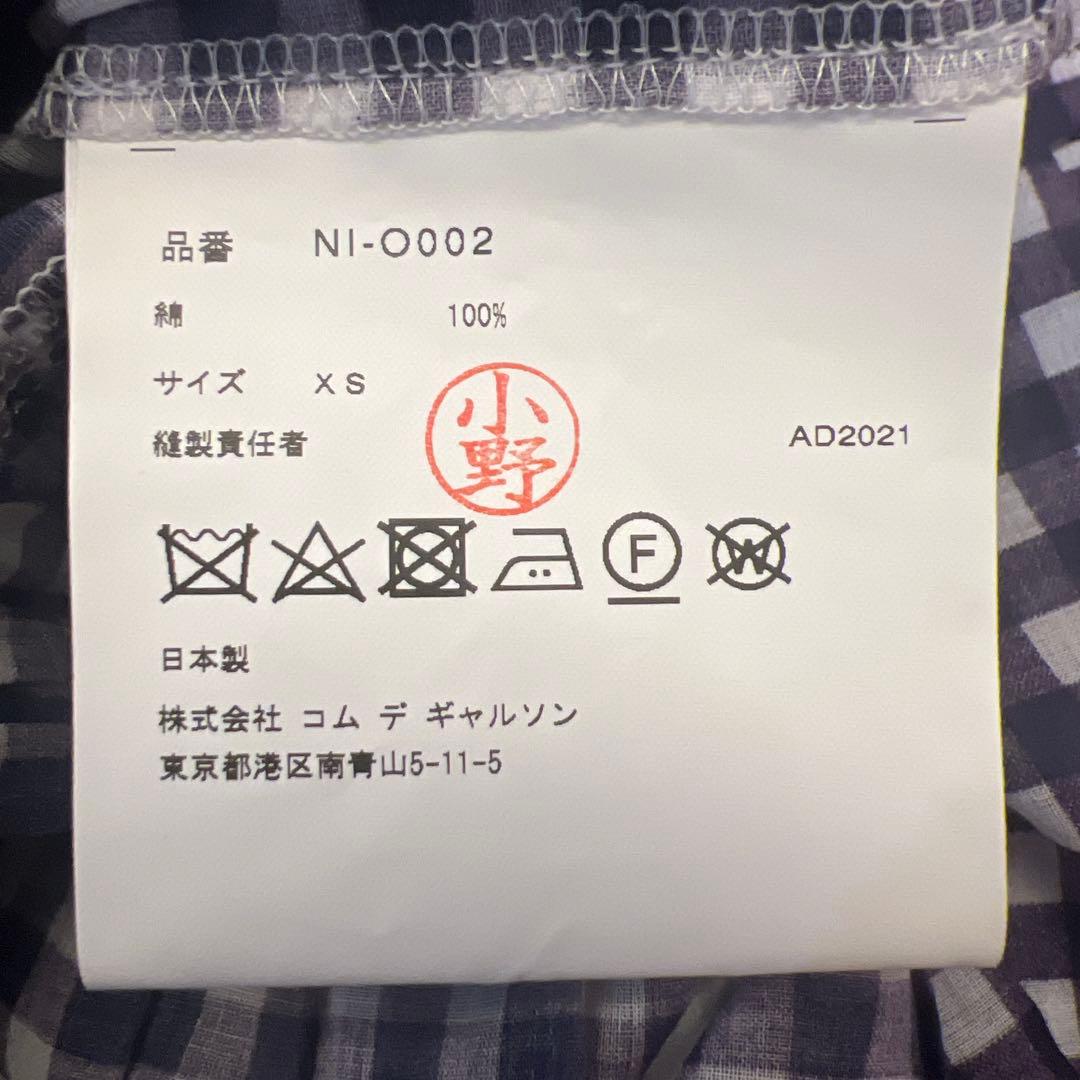 品番 NI-O002
綿 100%
サイズ XS
縫製責任者 小野 AD2021
F W
日本製
株式会社 コム デ ギャルソン
東京都港区南青山5-11-5